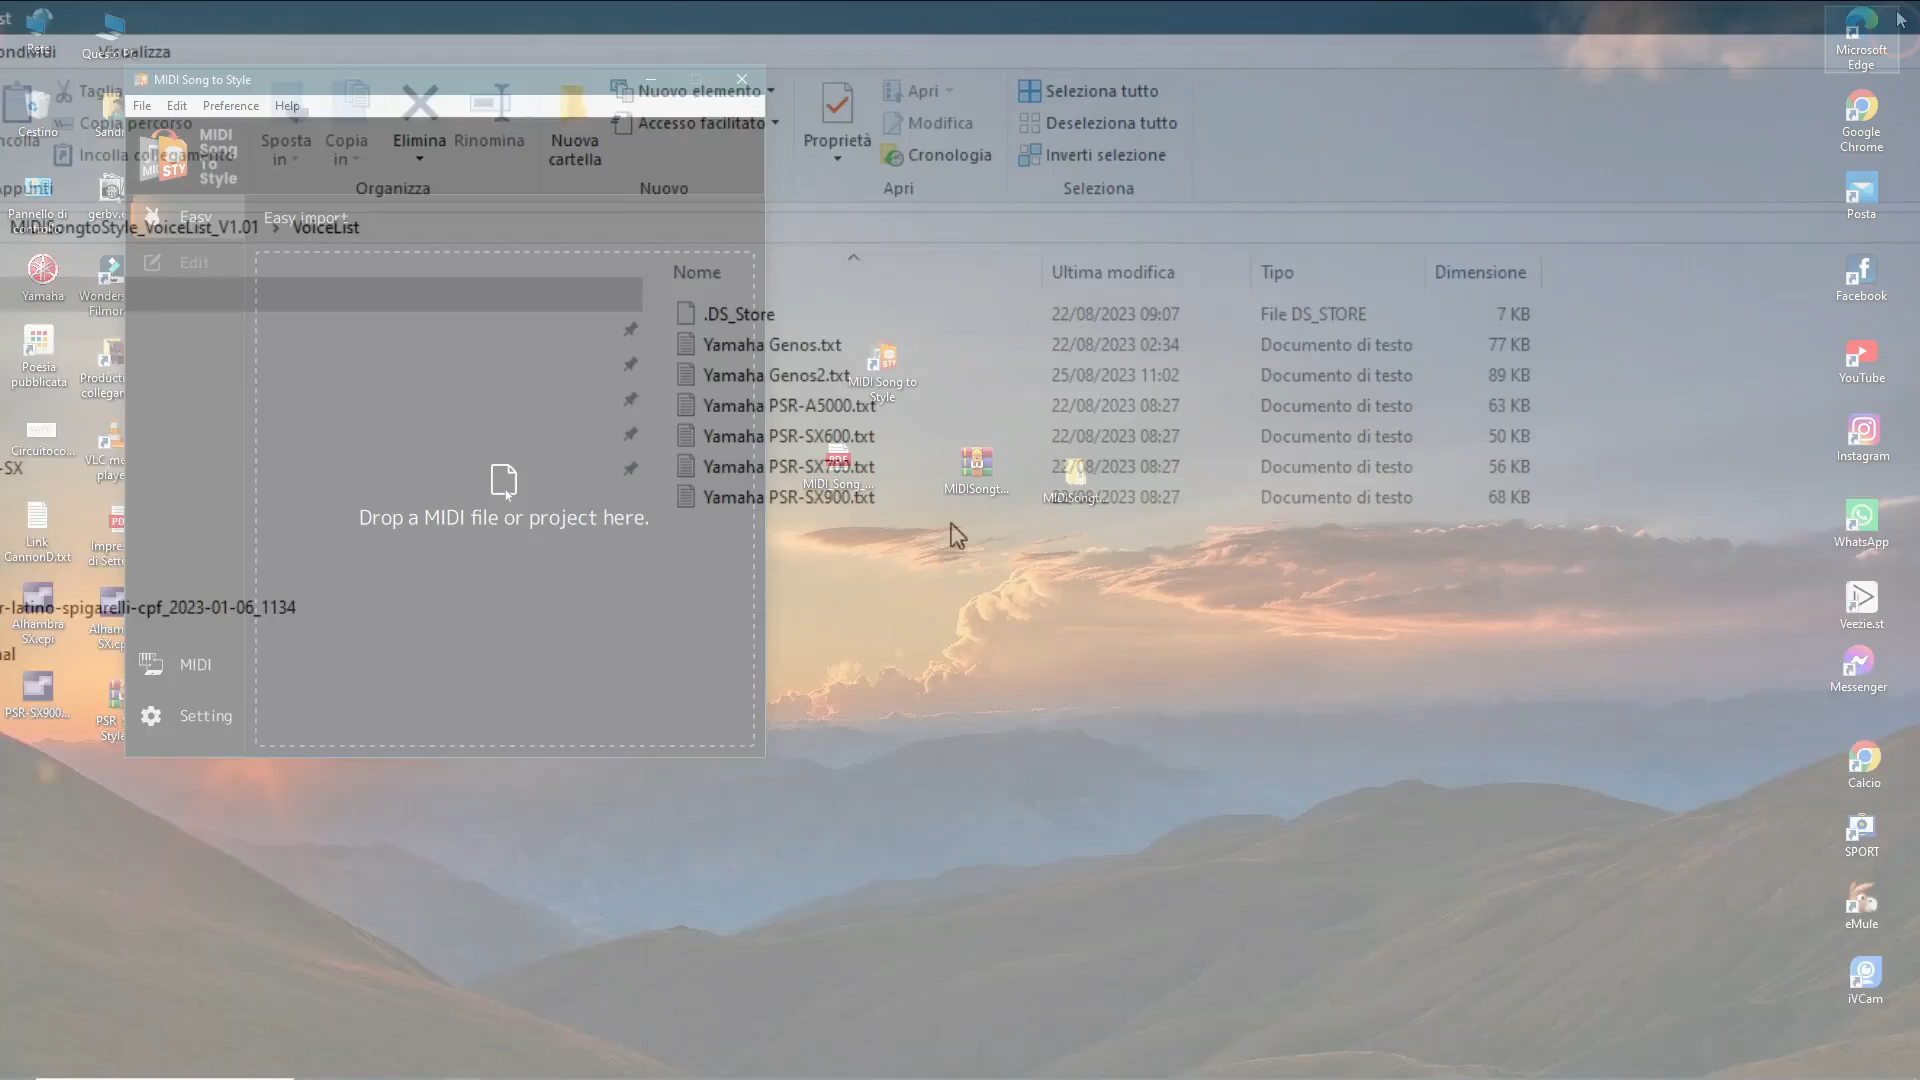 Rete
Questo
ondividi
Visualizza
Microsoft
Edge
MIDI Song to Style
File Edit Preference Help
MIDI
Song
To
Style
STY
Taglia
Copia percorso
Incolla collegamento
Appunti
Sposta
in
Copia
in
Elimina
Rinomina
Organizza
Nuova
cartella
Nuovo elemento
Accesso facilitato
Nuovo
Proprietà
Apri
Modifica
Cronologia
Apri
Seleziona tutto
Deseleziona tutto
Inverti selezione
Seleziona
Cestino
Google
Chrome
Pannello di
Posta
Easy
Edit
Easy import
MIDISongtoStyle_VoiceList_V1.01 > VoiceList
Nome Ultima modifica Tipo Dimensione
.DS_Store 22/08/2023 09:07 File DS_STORE 7 KB
Yamaha Genos.txt 22/08/2023 02:34 Documento di testo 77 KB
Yamaha Genos2.txt 25/08/2023 11:02 Documento di testo 89 KB
Yamaha PSR-A5000.txt 22/08/2023 08:27 Documento di testo 63 KB
Yamaha PSR-SX600.txt 22/08/2023 08:27 Documento di testo 50 KB
Yamaha PSR-SX700.txt 22/08/2023 08:27 Documento di testo 56 KB
Yamaha PSR-SX900.txt 22/08/2023 08:27 Documento di testo 68 KB
MIDI Song to
Style
PDF
MIDI_Song_...
MIDISongt...
MIDISongt...
Drop a MIDI file or project here.
MIDI
Setting
Yamaha
Wonders
Filmor
Poesia
pubblicata
Producti
collegan
Circuitoco...
VLC me
playe
-SX
Link
CannonD.txt
Impre
di Sette
r-latino-spigarelli-cpf_2023-01-06_1134
Alhambra
SX.cpi
Alham
SX.c
nal
PSR-SX900...
PSR
Style
Facebook
YouTube
Instagram
WhatsApp
Veezie.st
Messenger
Calcio
SPORT
eMule
iVCam